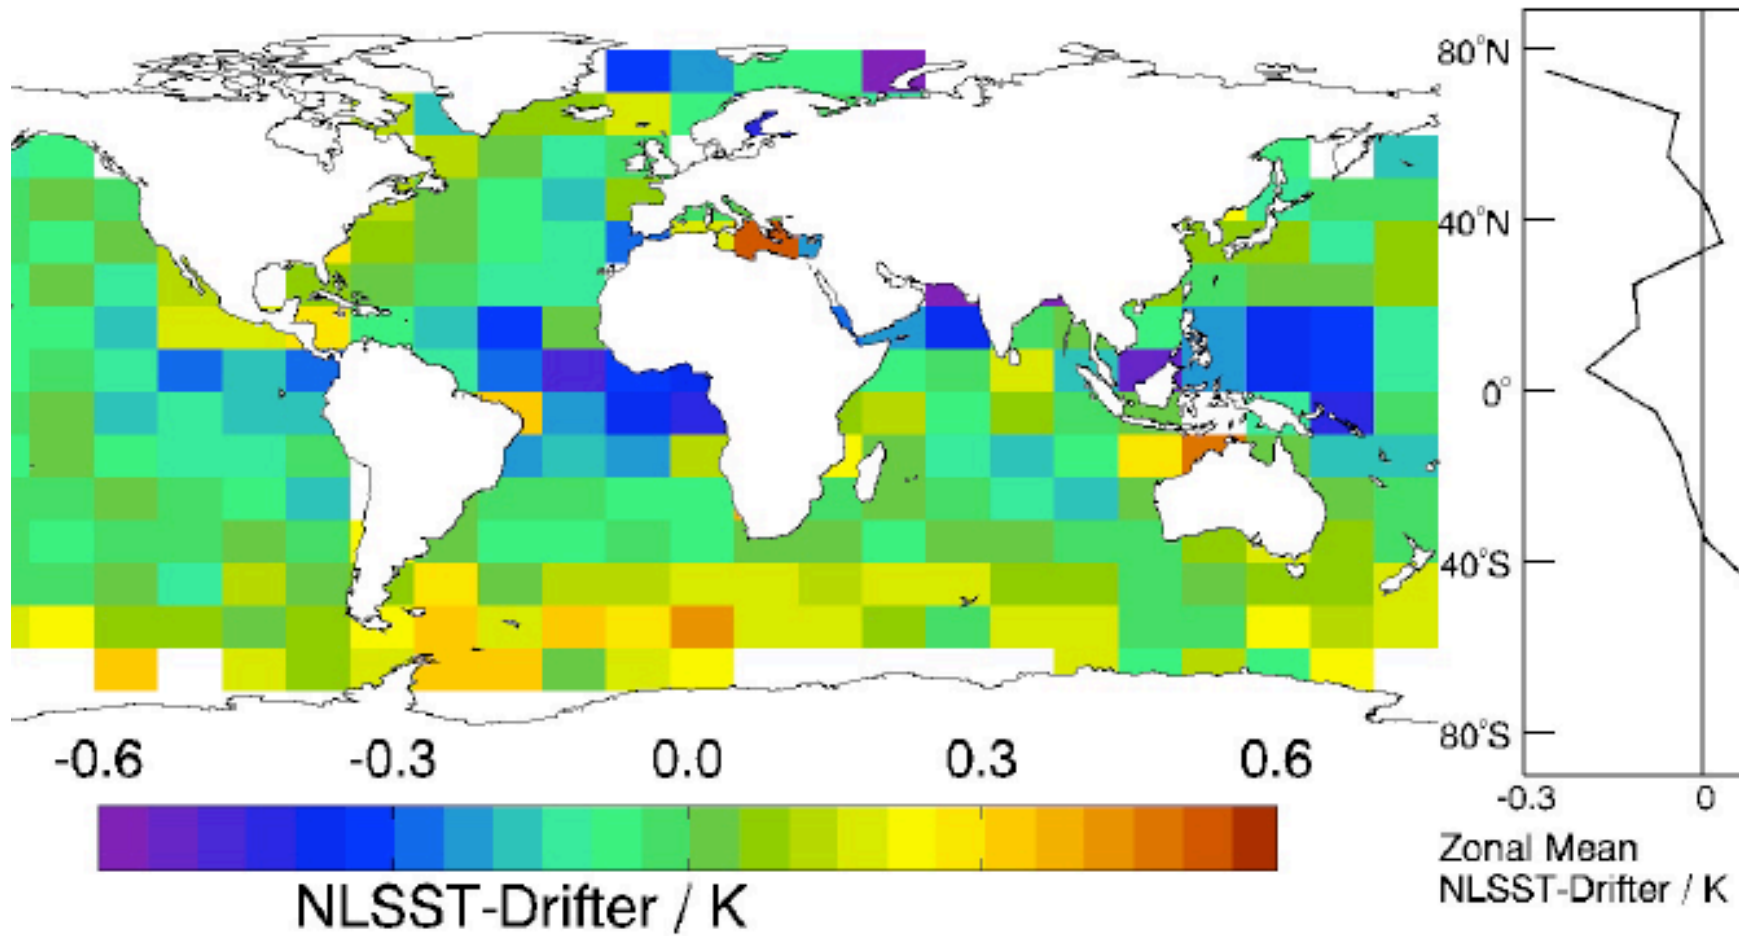 80°N
40°N
0°
40°S
80°S
-0.6 -0.3 0.0 0.3 0.6
-0.3 0
NLSST-Drifter / K
Zonal Mean
NLSST-Drifter / K